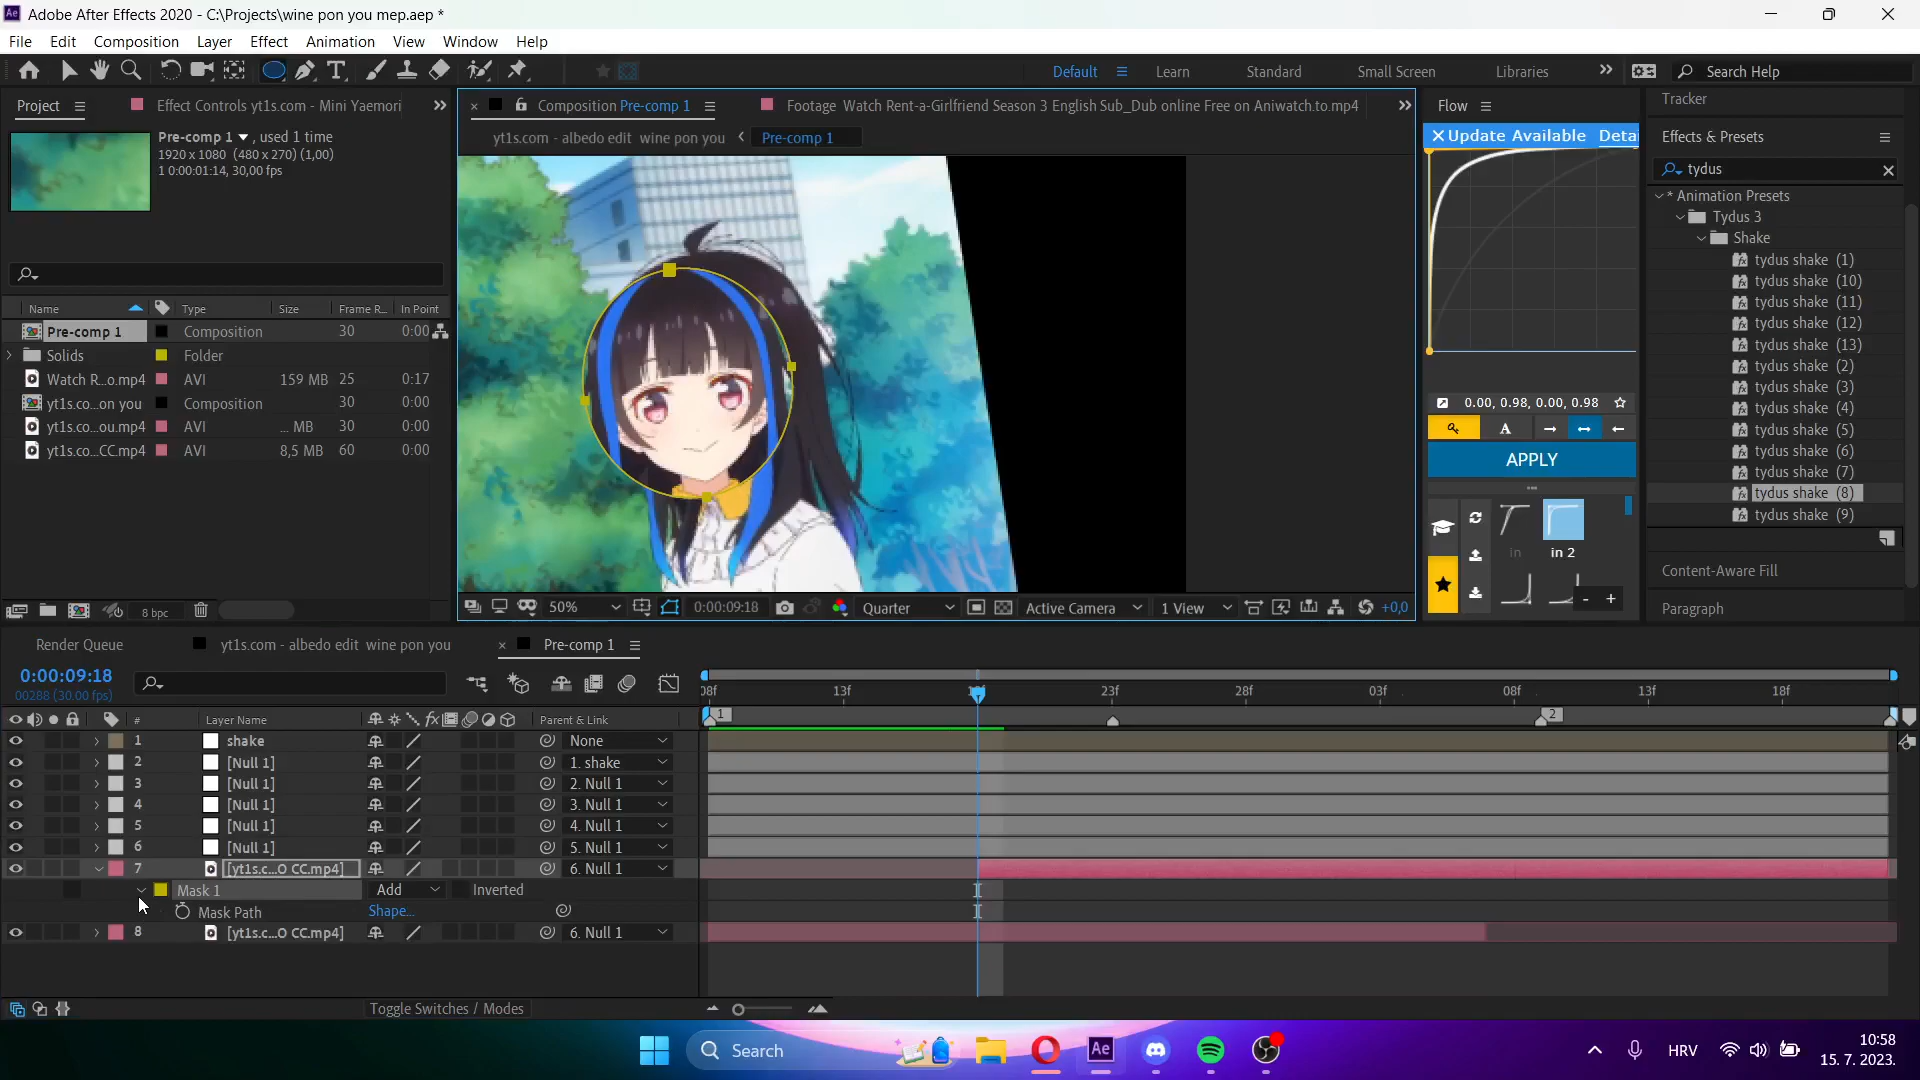 Adobe After Effects 2020 - C:\Projects\wine pon you mep.aep *
File Edit Composition Layer Effect Animation View Window Help
Default Learn Standard Small Screen Libraries Search Help
Project Effect Controls yt1s.com - Mini Yaemori
Pre-comp 1 , used 1 time
1920 x 1080 (480 x 270) (1,00)
1 0:00:01:14, 30,00 fps
Name Type Size Frame R... In Point
Pre-comp 1 Composition 30 0:00
Solids Folder
Watch R...o.mp4 AVI 159 MB 25 0:17
yt1s.co...on you Composition 30 0:00
yt1s.co...ou.mp4 AVI ... MB 30 0:00
yt1s.co...CC.mp4 AVI 8,5 MB 60 0:00
8 bpc
Composition Pre-comp 1 Footage Watch Rent-a-Girlfriend Season 3 English Sub_Dub online Free on Aniwatch.to.mp4
yt1s.com - albedo edit wine pon you Pre-comp 1
50% 0:00:09:18 Quarter Active Camera 1 View +0,0
Flow
Update Available Detai
0.00, 0.98, 0.00, 0.98
A
APPLY
in in 2
- +
Tracker
Effects & Presets
tydus
* Animation Presets
Tydus 3
Shake
tydus shake (1)
tydus shake (10)
tydus shake (11)
tydus shake (12)
tydus shake (13)
tydus shake (2)
tydus shake (3)
tydus shake (4)
tydus shake (5)
tydus shake (6)
tydus shake (7)
tydus shake (8)
tydus shake (9)
Content-Aware Fill
Paragraph
Render Queue yt1s.com - albedo edit wine pon you Pre-comp 1
0:00:09:18
00288 (30.00 fps)
08f 13f 23f 28f 03f 08f 13f 18f
1 2
# Layer Name fx Parent & Link
1 shake None
2 [Null 1] 1. shake
3 [Null 1] 2. Null 1
4 [Null 1] 3. Null 1
5 [Null 1] 4. Null 1
6 [Null 1] 5. Null 1
7 [yt1s.c...O CC.mp4] 6. Null 1
Mask 1 Add Inverted
Mask Path Shape...
8 [yt1s.c...O CC.mp4] 6. Null 1
Toggle Switches / Modes
Search Ae HRV 10:58
15. 7. 2023.